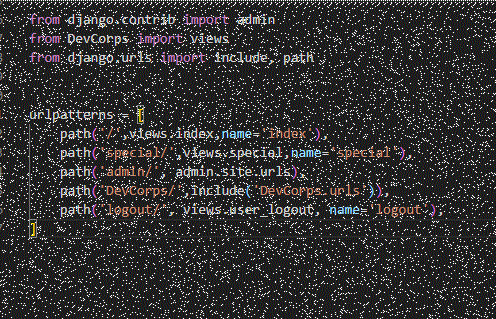 from django.contrib import admin
from DevCorps import views
from django.urls import include, path
urlpatterns = [
path('/',views.index,name='index'),
path('special/',views.special,name='special'),
path('admin/', admin.site.urls),
path('DevCorps/',include('DevCorps.urls')),
path('logout/', views.user_logout, name='logout'),
]